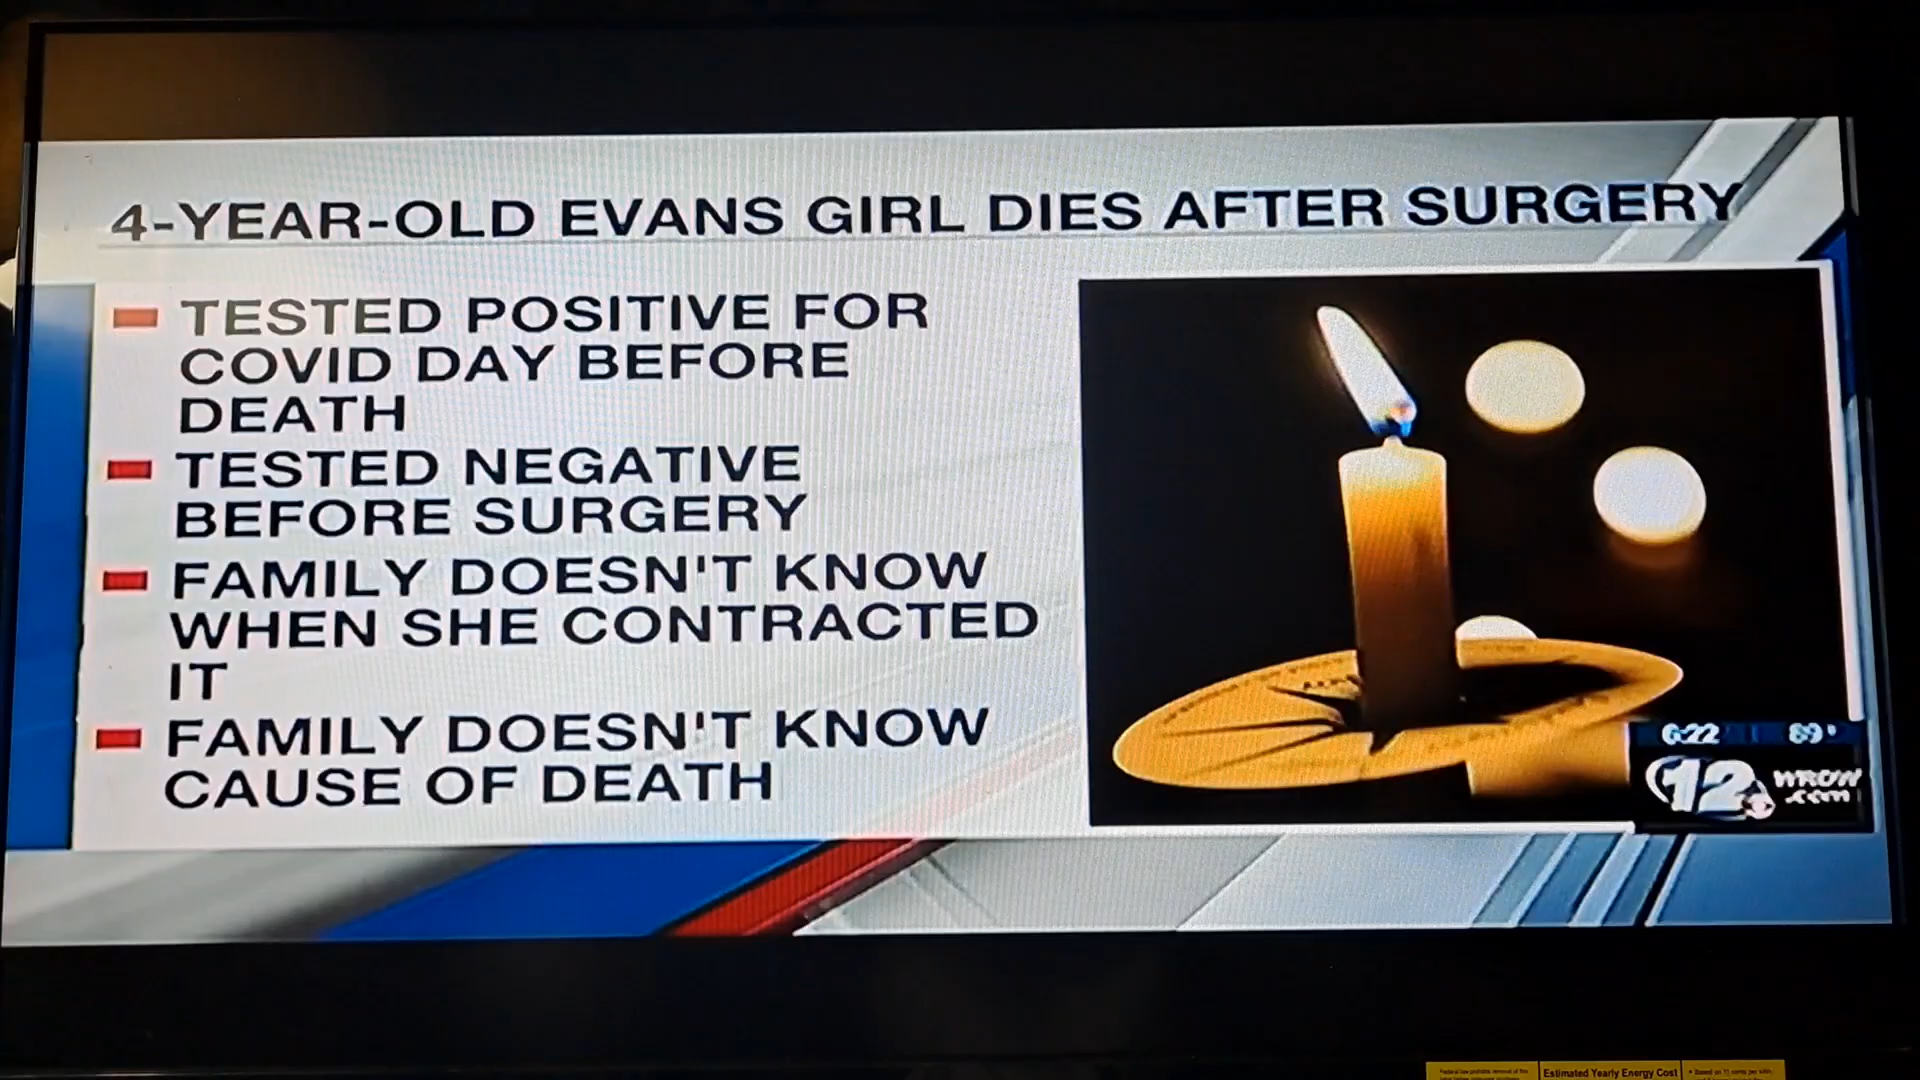 4-YEAR-OLD EVANS GIRL DIES AFTER SURGERY
TESTED POSITIVE FOR
COVID DAY BEFORE
DEATH
TESTED NEGATIVE
BEFORE SURGERY
FAMILY DOESN'T KNOW
WHEN SHE CONTRACTED
IT
FAMILY DOESN'T KNOW
CAUSE OF DEATH
6:22 89°
12 WRDW
.com
Estimated Yearly Energy Cost